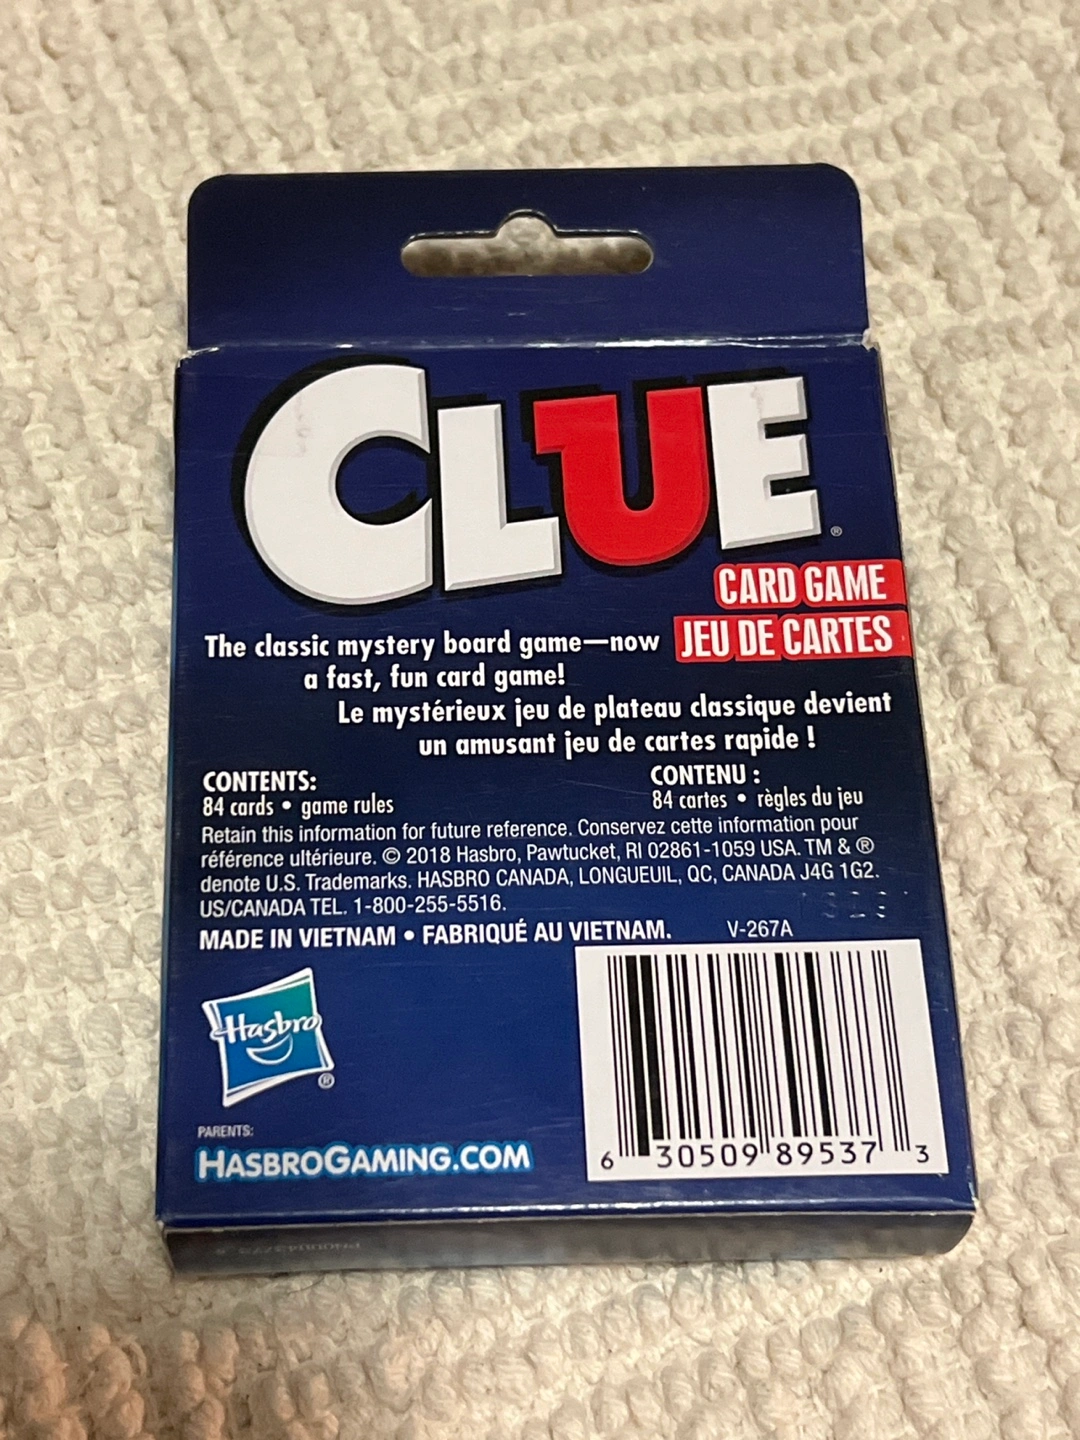 CLUE®
CARD GAME
JEU DE CARTES
The classic mystery board game—now
a fast, fun card game!
Le mystérieux jeu de plateau classique devient
un amusant jeu de cartes rapide !
CONTENTS:
84 cards • game rules
CONTENU :
84 cartes • règles du jeu
Retain this information for future reference. Conservez cette information pour
référence ultérieure. © 2018 Hasbro, Pawtucket, RI 02861-1059 USA. TM & ®
denote U.S. Trademarks. HASBRO CANADA, LONGUEUIL, QC, CANADA J4G 1G2.
US/CANADA TEL. 1-800-255-5516.
MADE IN VIETNAM • FABRIQUÉ AU VIETNAM.
V-267A
Hasbro®
PARENTS:
HASBROGAMING.COM
6 30509 89537 3